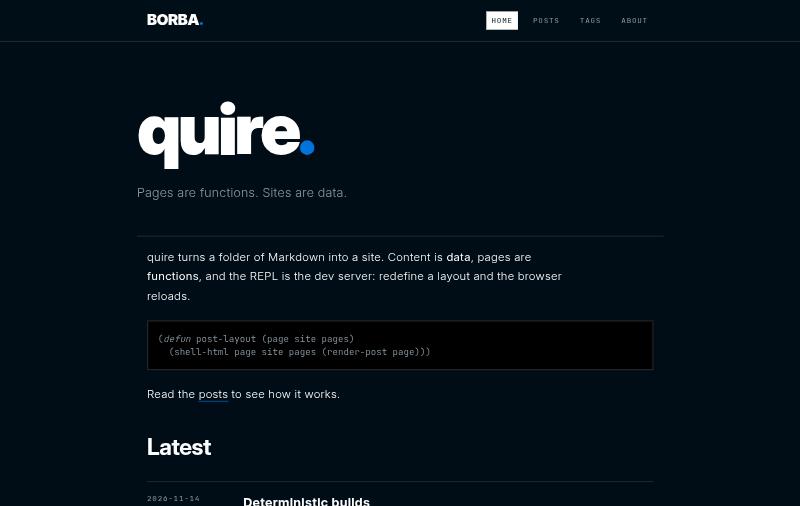 BORBA.
HOME POSTS TAGS ABOUT
quire.
Pages are functions. Sites are data.
quire turns a folder of Markdown into a site. Content is data, pages are
functions, and the REPL is the dev server: redefine a layout and the browser
reloads.
(defun post-layout (page site pages)
  (shell-html page site pages (render-post page)))
Read the posts to see how it works.
Latest
2026-11-14
Deterministic builds